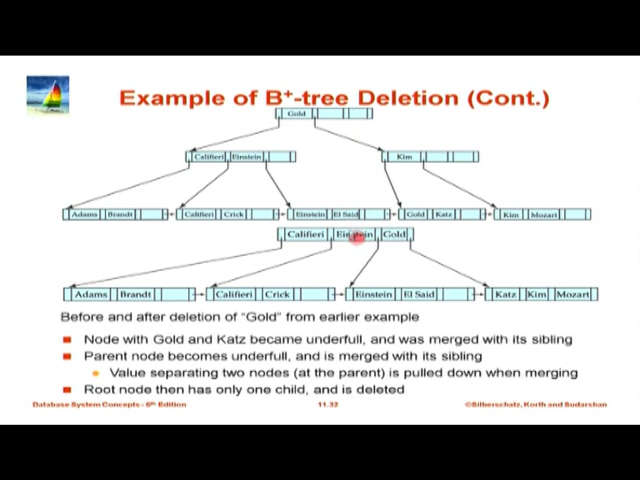 Example of B+-tree Deletion (Cont.)
Gold
Califieri Einstein
Kim
Adams Brandt Califieri Crick Einstein El Said Gold Katz Kim Mozart
Califieri Einstein Gold
Adams Brandt Califieri Crick Einstein El Said Katz Kim Mozart
Before and after deletion of "Gold" from earlier example
Node with Gold and Katz became underfull, and was merged with its sibling
Parent node becomes underfull, and is merged with its sibling
Value separating two nodes (at the parent) is pulled down when merging
Root node then has only one child, and is deleted
Database System Concepts - 6th Edition 11.32 ©Silberschatz, Korth and Sudarshan